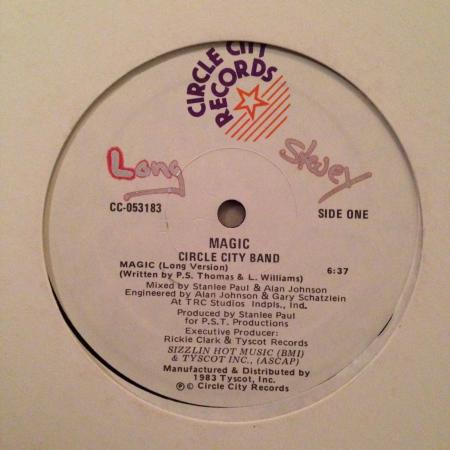 CIRCLE CITY
RECORDS
Long
CC-053183
SIDE ONE
MAGIC
CIRCLE CITY BAND
MAGIC (Long Version) 6:37
(Written by P.S. Thomas & L. Williams)
Mixed by Stanlee Paul & Alan Johnson
Engineered by Alan Johnson & Gary Schatzlein
At TRC Studios Indpls., Ind.
Produced by Stanlee Paul
for P.S.T. Productions
Executive Producer:
Rickie Clark & Tyscot Records
SIZZLIN HOT MUSIC (BMI)
& TYSCOT INC., (ASCAP)
Manufactured & Distributed by
1983 Tyscot, Inc.
℗ © Circle City Records